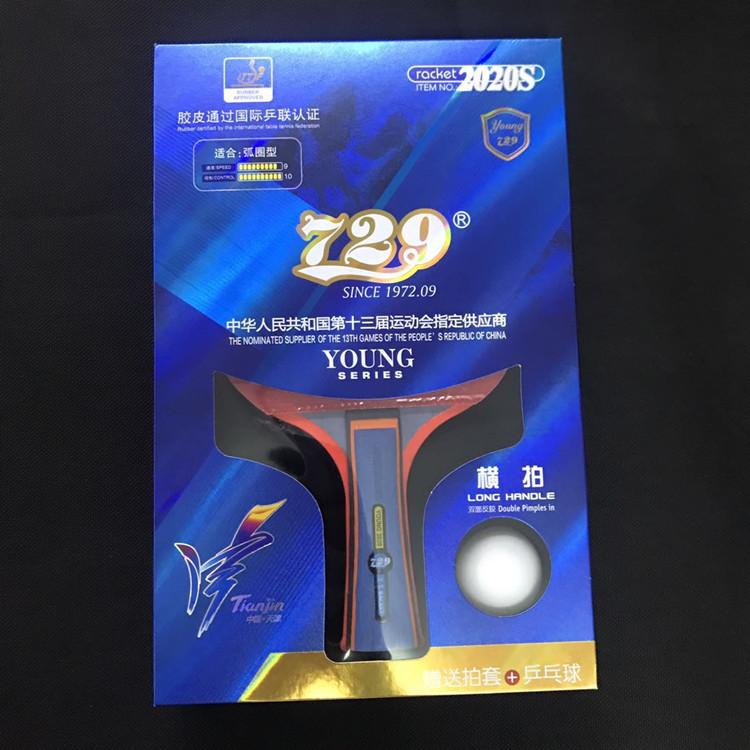 ITTF
RUBBER
APPROVED
胶皮通过国际乒联认证
Rubber certified by the international table tennis federation
适合:弧圈型
速度/SPEED 9
控制/CONTROL 10
racket
ITEM NO.: 2020S
Young
729
729®
SINCE 1972.09
中华人民共和国第十三届运动会指定供应商
THE NOMINATED SUPPLIER OF THE 13TH GAMES OF THE PEOPLE' S REPUBLIC OF CHINA
YOUNG
SERIES
横拍
LONG HANDLE
双面反胶 Double Pimples in
729
Tianjin
中国·天津
赠送拍套+乒乓球